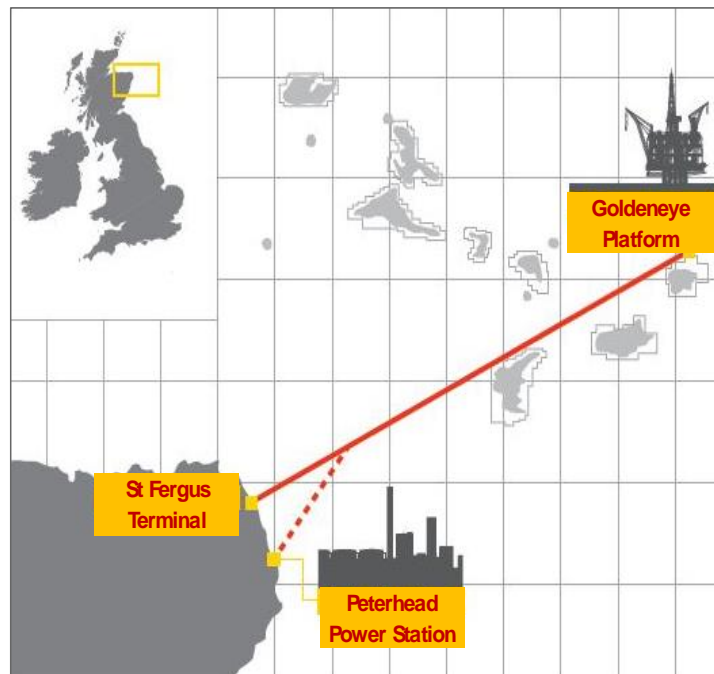 Goldeneye
Platform
St Fergus
Terminal
Peterhead
Power Station